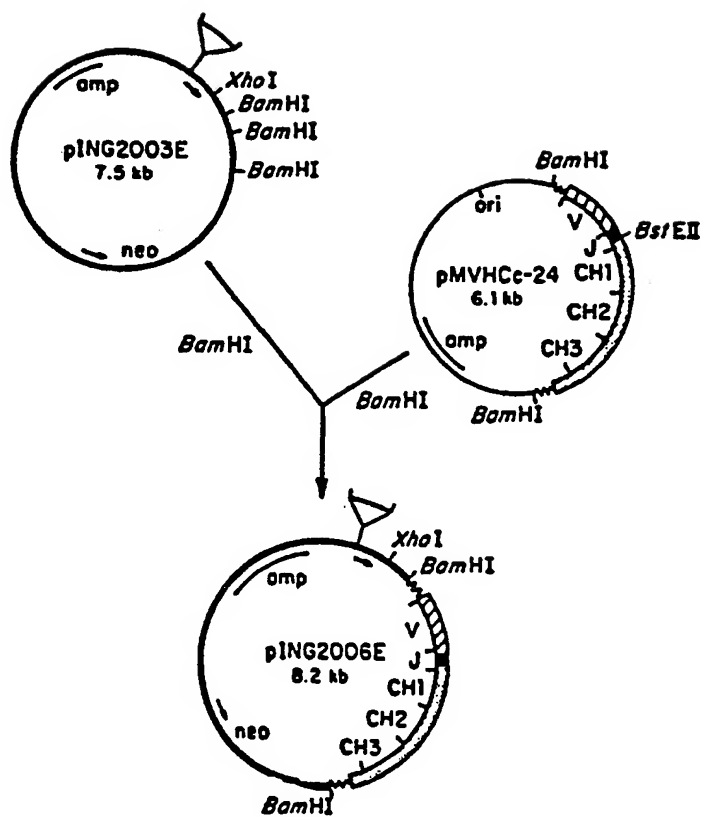 amp
XhoI
BamHI
BamHI
BamHI
pING2003E
7.5 kb
neo
BamHI
ori
V
J
BstEII
pMVHCc-24
6.1 kb
CH1
CH2
CH3
amp
BamHI
BamHI
BamHI
XhoI
BamHI
amp
V
J
pING2006E
8.2 kb
CH1
CH2
CH3
neo
BamHI